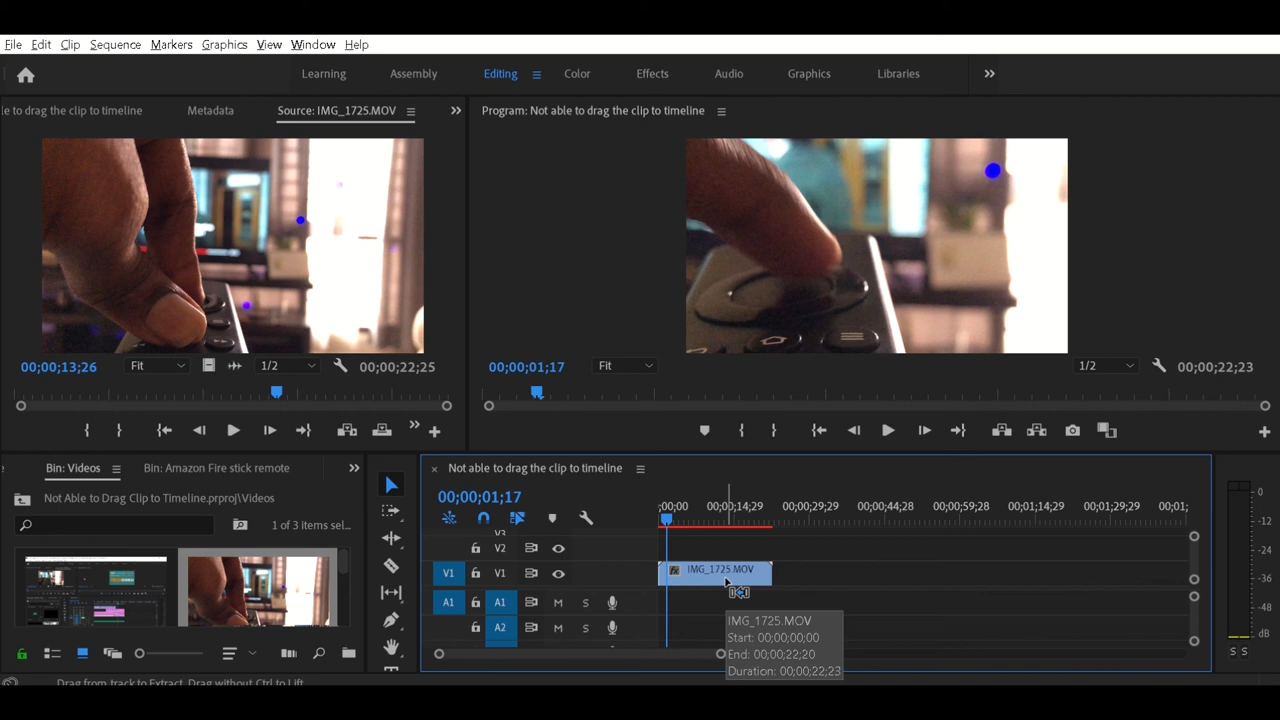 File Edit Clip Sequence Markers Graphics View Window Help
Learning Assembly Editing Color Effects Audio Graphics Libraries
le to drag the clip to timeline Metadata Source: IMG_1725.MOV
Program: Not able to drag the clip to timeline
00;00;13;26 Fit 1/2 00;00;22;25
00;00;01;17 Fit 1/2 00;00;22;23
Bin: Videos Bin: Amazon Fire stick remote
Not Able to Drag Clip to Timeline.prproj\Videos
1 of 3 items sel...
× Not able to drag the clip to timeline
00;00;01;17
;00;00 00;00;14;29 00;00;29;29 00;00;44;28 00;00;59;28 00;01;14;29 00;01;29;29 00;01;
V3
V2
V1 V1 fx IMG_1725.MOV
A1 A1 M S
A2 M S
IMG_1725.MOV
Start: 00;00;00;00
End: 00;00;22;20
Duration: 00;00;22;23
0
-12
-24
-36
-48
dB
S S
Drag from track to Extract. Drag without Ctrl to Lift.